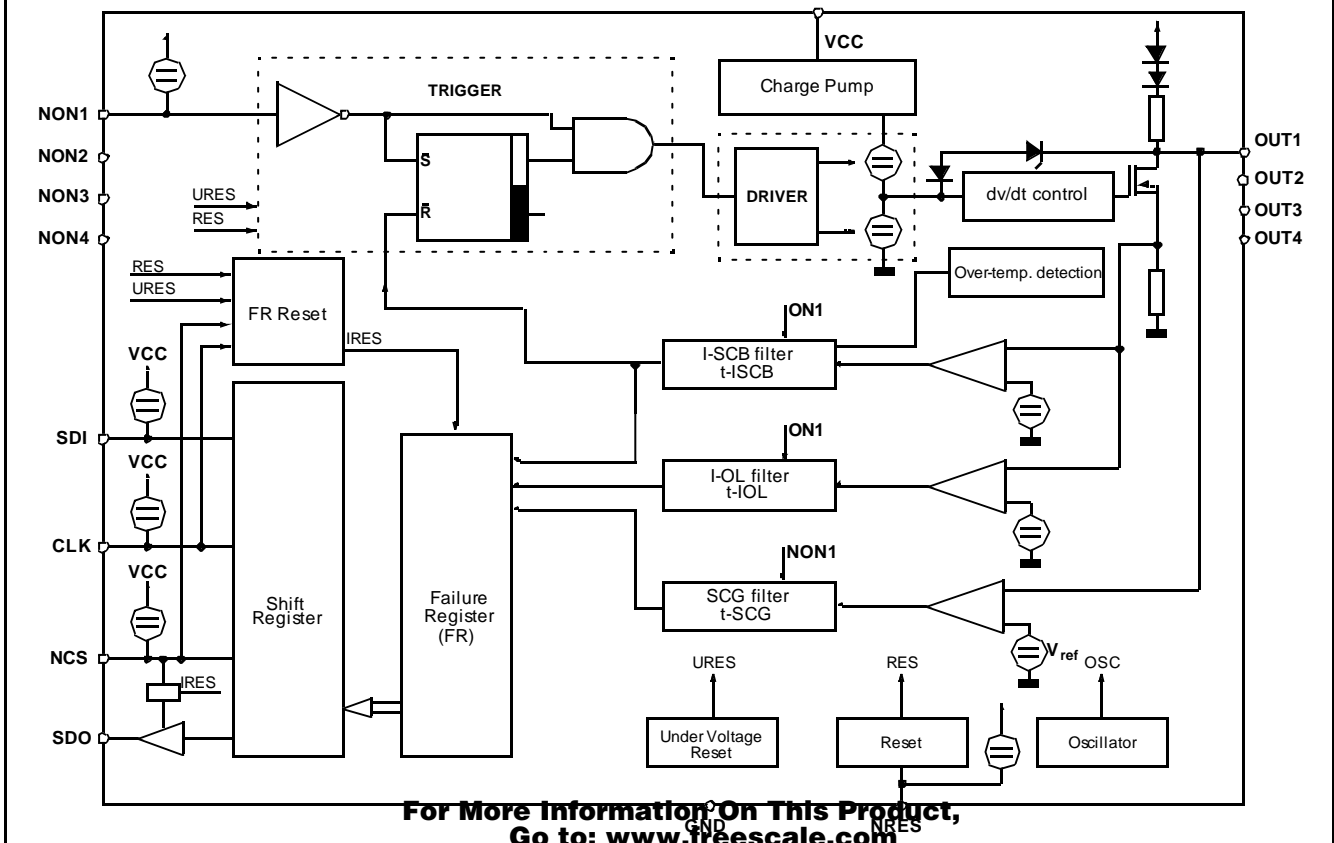 VCC
Charge Pump
TRIGGER
NON1
NON2
NON3
NON4
URES
RES
S̅
R̅
DRIVER
dv/dt control
OUT1
OUT2
OUT3
OUT4
Over-temp. detection
RES
URES
FR Reset
IRES
ON1
I-SCB filter
t-ISCB
VCC
SDI
VCC
CLK
VCC
NCS
IRES
SDO
Shift
Register
Failure
Register
(FR)
ON1
I-OL filter
t-IOL
NON1
SCG filter
t-SCG
Vref
URES
RES
OSC
Under Voltage
Reset
Reset
Oscillator
For More Information On This Product,
GND
NRES
Go to: www.freescale.com